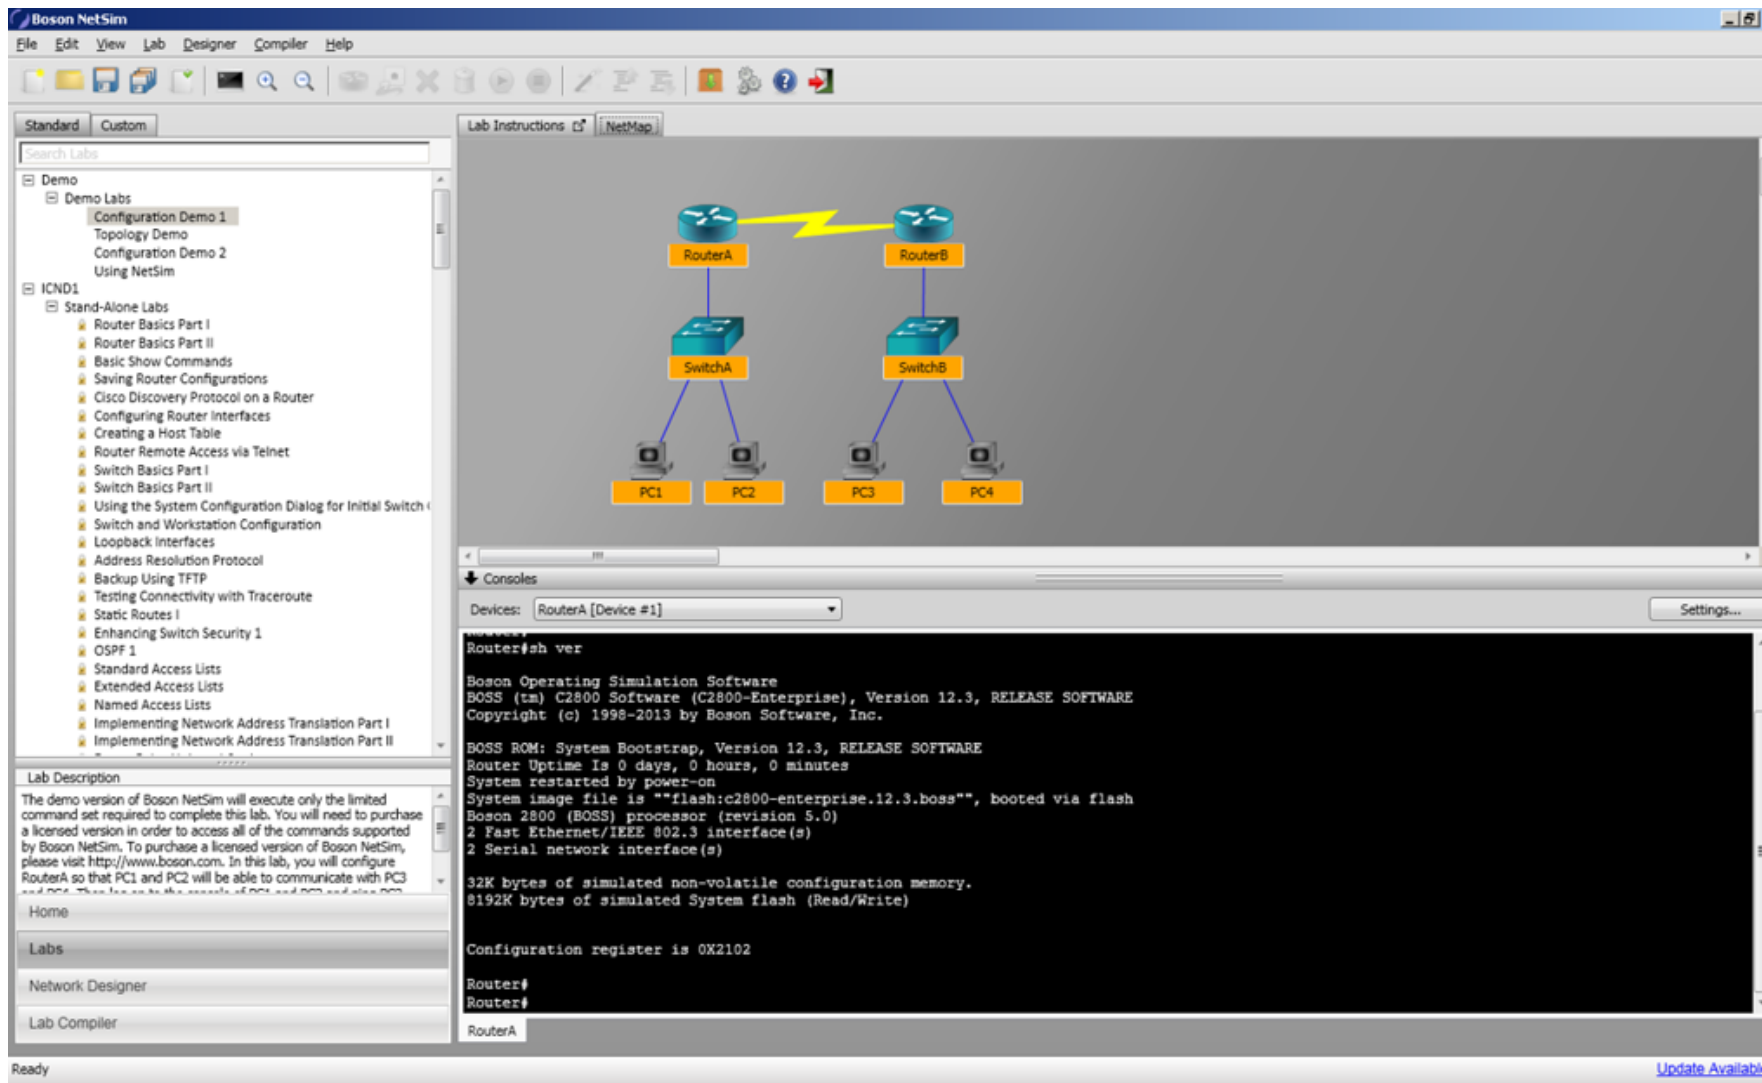 Boson NetSim
File Edit View Lab Designer Compiler Help
Standard Custom
Search Labs
Demo
Demo Labs
Configuration Demo 1
Topology Demo
Configuration Demo 2
Using NetSim
ICND1
Stand-Alone Labs
Router Basics Part I
Router Basics Part II
Basic Show Commands
Saving Router Configurations
Cisco Discovery Protocol on a Router
Configuring Router Interfaces
Creating a Host Table
Router Remote Access via Telnet
Switch Basics Part I
Switch Basics Part II
Using the System Configuration Dialog for Initial Switch
Switch and Workstation Configuration
Loopback Interfaces
Address Resolution Protocol
Backup Using TFTP
Testing Connectivity with Traceroute
Static Routes I
Enhancing Switch Security 1
OSPF 1
Standard Access Lists
Extended Access Lists
Named Access Lists
Implementing Network Address Translation Part I
Implementing Network Address Translation Part II
Lab Description
The demo version of Boson NetSim will execute only the limited
command set required to complete this lab. You will need to purchase
a licensed version in order to access all of the commands supported
by Boson NetSim. To purchase a licensed version of Boson NetSim,
please visit http://www.boson.com. In this lab, you will configure
RouterA so that PC1 and PC2 will be able to communicate with PC3
Home
Labs
Network Designer
Lab Compiler
Lab Instructions NetMap
RouterA RouterB
SwitchA SwitchB
PC1 PC2 PC3 PC4
Consoles
Devices: RouterA [Device #1] Settings...
Router#sh ver
Boson Operating Simulation Software
BOSS (tm) C2800 Software (C2800-Enterprise), Version 12.3, RELEASE SOFTWARE
Copyright (c) 1998-2013 by Boson Software, Inc.
BOSS ROM: System Bootstrap, Version 12.3, RELEASE SOFTWARE
Router Uptime Is 0 days, 0 hours, 0 minutes
System restarted by power-on
System image file is ""flash:c2800-enterprise.12.3.boss"", booted via flash
Boson 2800 (BOSS) processor (revision 5.0)
2 Fast Ethernet/IEEE 802.3 interface(s)
2 Serial network interface(s)
32K bytes of simulated non-volatile configuration memory.
8192K bytes of simulated System flash (Read/Write)
Configuration register is 0X2102
Router#
Router#
RouterA
Ready
Update Availabl